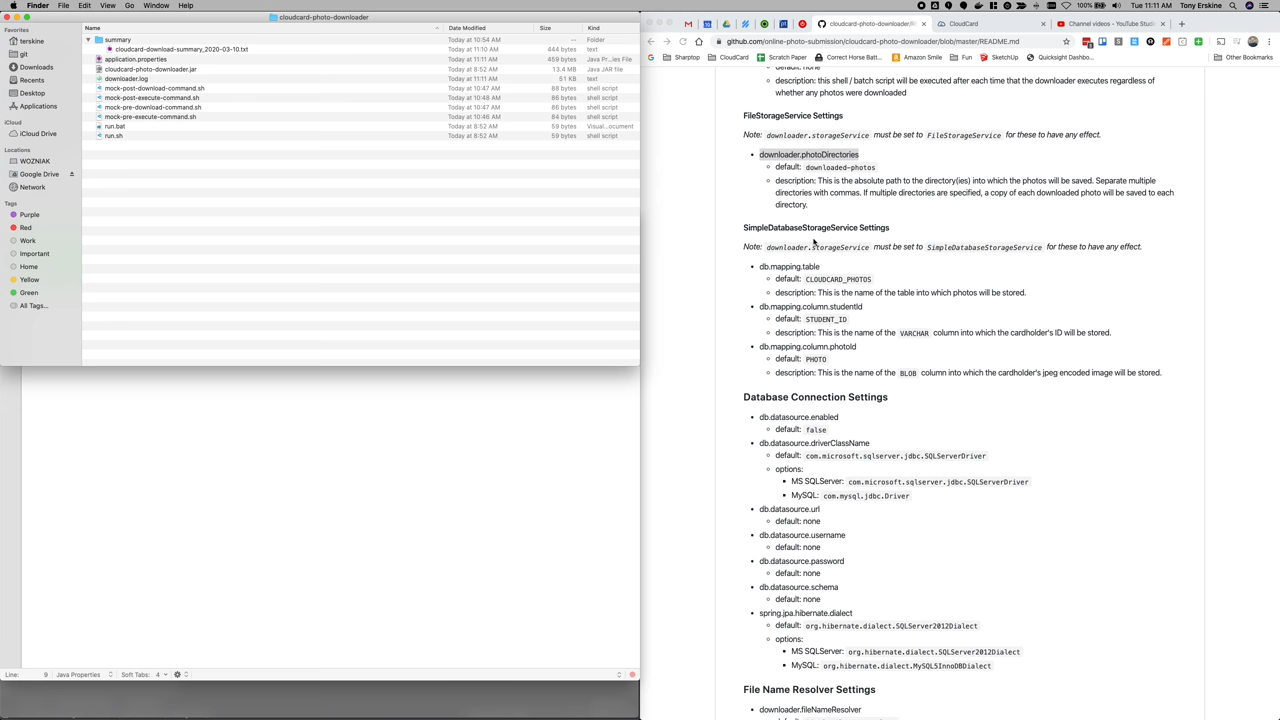 Finder File Edit View Go Window Help
100% Tue 11:11 AM Tony Erskine
cloudcard-photo-downloader
Favorites
terskine
git
Downloads
Recents
Desktop
Applications
iCloud
iCloud Drive
Locations
WOZNIAK
Google Drive
Network
Tags
Purple
Red
Work
Important
Home
Yellow
Green
All Tags...
Name Date Modified Size Kind
summary Today at 10:54 AM -- Folder
cloudcard-download-summary_2020-03-10.txt Today at 11:10 AM 444 bytes text
application.properties Today at 11:11 AM 459 bytes Java Pr...ies File
cloudcard-photo-downloader.jar Today at 8:52 AM 13.4 MB Java JAR file
downloader.log Today at 11:11 AM 51 KB text
mock-post-download-command.sh Today at 10:47 AM 88 bytes shell script
mock-post-execute-command.sh Today at 10:48 AM 86 bytes shell script
mock-pre-download-command.sh Today at 10:47 AM 86 bytes shell script
mock-pre-execute-command.sh Today at 10:46 AM 84 bytes shell script
run.bat Today at 8:52 AM 59 bytes Visual...ocument
run.sh Today at 8:52 AM 59 bytes shell script
Line: 9 Java Properties Soft Tabs: 4
cloudcard-photo-downloader/R CloudCard Channel videos - YouTube Studi
github.com/online-photo-submission/cloudcard-photo-downloader/blob/master/README.md
Sharptop CloudCard Scratch Paper Correct Horse Batt... Amazon Smile Fun SketchUp Quicksight Dashbo... Other Bookmarks
default: none
description: this shell / batch script will be executed after each time that the downloader executes regardless of
whether any photos were downloaded
FileStorageService Settings
Note: downloader.storageService must be set to FileStorageService for these to have any effect.
downloader.photoDirectories
default: downloaded-photos
description: This is the absolute path to the directory(ies) into which the photos will be saved. Separate multiple
directories with commas. If multiple directories are specified, a copy of each downloaded photo will be saved to each
directory.
SimpleDatabaseStorageService Settings
Note: downloader.storageService must be set to SimpleDatabaseStorageService for these to have any effect.
db.mapping.table
default: CLOUDCARD_PHOTOS
description: This is the name of the table into which photos will be stored.
db.mapping.column.studentId
default: STUDENT_ID
description: This is the name of the VARCHAR column into which the cardholder's ID will be stored.
db.mapping.column.photoId
default: PHOTO
description: This is the name of the BLOB column into which the cardholder's jpeg encoded image will be stored.
Database Connection Settings
db.datasource.enabled
default: false
db.datasource.driverClassName
default: com.microsoft.sqlserver.jdbc.SQLServerDriver
options:
MS SQLServer: com.microsoft.sqlserver.jdbc.SQLServerDriver
MySQL: com.mysql.jdbc.Driver
db.datasource.url
default: none
db.datasource.username
default: none
db.datasource.password
default: none
db.datasource.schema
default: none
spring.jpa.hibernate.dialect
default: org.hibernate.dialect.SQLServer2012Dialect
options:
MS SQLServer: org.hibernate.dialect.SQLServer2012Dialect
MySQL: org.hibernate.dialect.MySQL5InnoDBDialect
File Name Resolver Settings
downloader.fileNameResolver